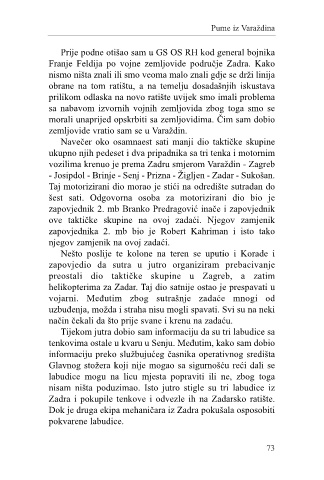 Pume iz Varaždina
Prije podne otišao sam u GS OS RH kod general bojnika
Franje Feldija po vojne zemljovide područje Zadra. Kako
nismo ništa znali ili smo veoma malo znali gdje se drži linija
obrane na tom ratištu, a na temelju dosadašnjih iskustava
prilikom odlaska na novo ratište uvijek smo imali problema
sa nabavom izvornih vojnih zemljovida zbog toga smo se
morali unaprijed opskrbiti sa zemljovidima. Čim sam dobio
zemljovide vratio sam se u Varaždin.
Navečer oko osamnaest sati manji dio taktičke skupine
ukupno njih pedeset i dva pripadnika sa tri tenka i motornim
vozilima krenuo je prema Zadru smjerom Varaždin - Zagreb
- Josipdol - Brinje - Senj - Prizna - Žigljen - Zadar - Sukošan.
Taj motorizirani dio morao je stići na odredište sutradan do
šest sati. Odgovorna osoba za motorizirani dio bio je
zapovjednik 2. mb Branko Predragović inače i zapovjednik
ove taktičke skupine na ovoj zadaći. Njegov zamjenik
zapovjednika 2. mb bio je Robert Kahriman i isto tako
njegov zamjenik na ovoj zadaći.
Nešto poslije te kolone na teren se uputio i Korade i
zapovjedio da sutra u jutro organiziram prebacivanje
preostali dio taktičke skupine u Zagreb, a zatim
helikopterima za Zadar. Taj dio satnije ostao je prespavati u
vojarni. Međutim zbog sutrašnje zadaće mnogi od
uzbuđenja, možda i straha nisu mogli spavati. Svi su na neki
način čekali da što prije svane i krenu na zadaću.
Tijekom jutra dobio sam informaciju da su tri labudice sa
tenkovima ostale u kvaru u Senju. Međutim, kako sam dobio
informaciju preko službujućeg časnika operativnog središta
Glavnog stožera koji nije mogao sa sigurnošću reći dali se
labudice mogu na licu mjesta popraviti ili ne, zbog toga
nisam ništa poduzimao. Isto jutro stigle su tri labudice iz
Zadra i pokupile tenkove i odvezle ih na Zadarsko ratište.
Dok je druga ekipa mehaničara iz Zadra pokušala osposobiti
pokvarene labudice.
73